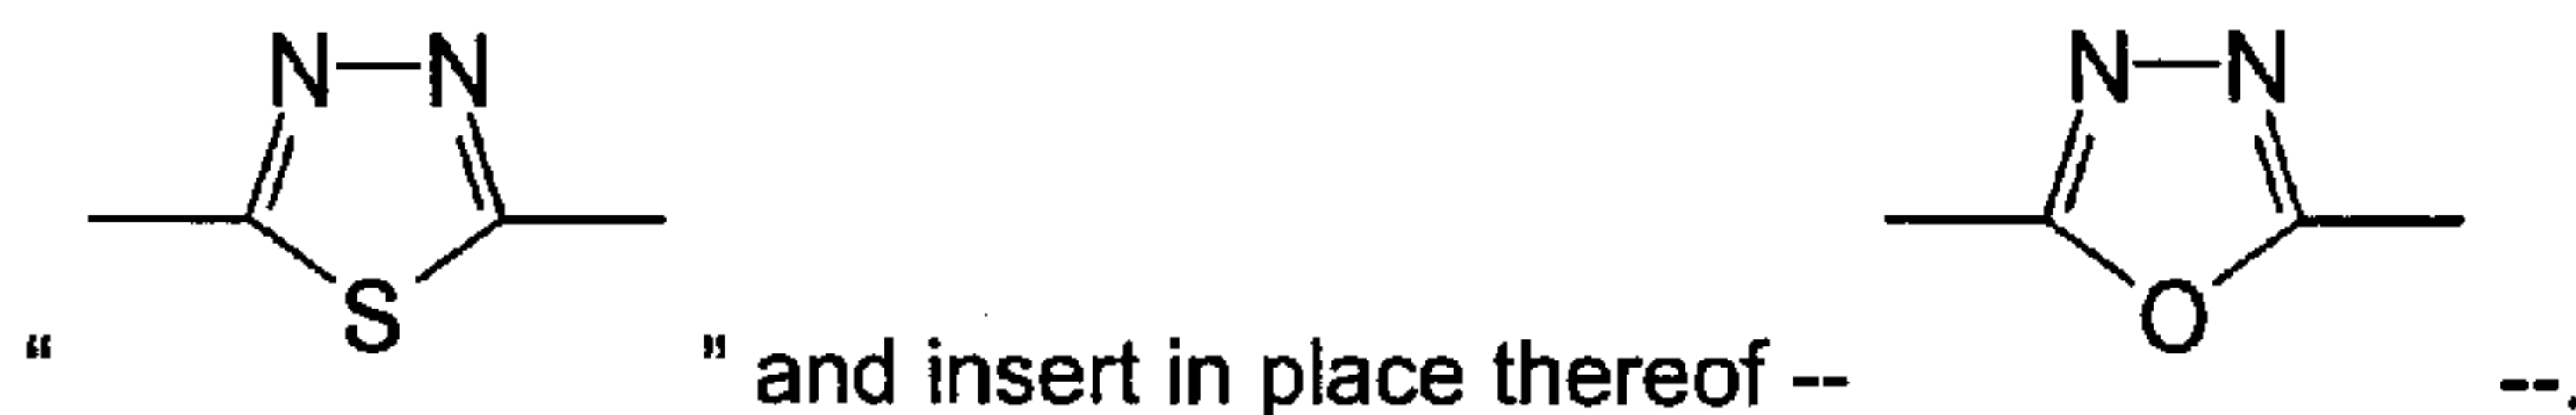 N N N N
S O
“ ” and insert in place thereof -- --.